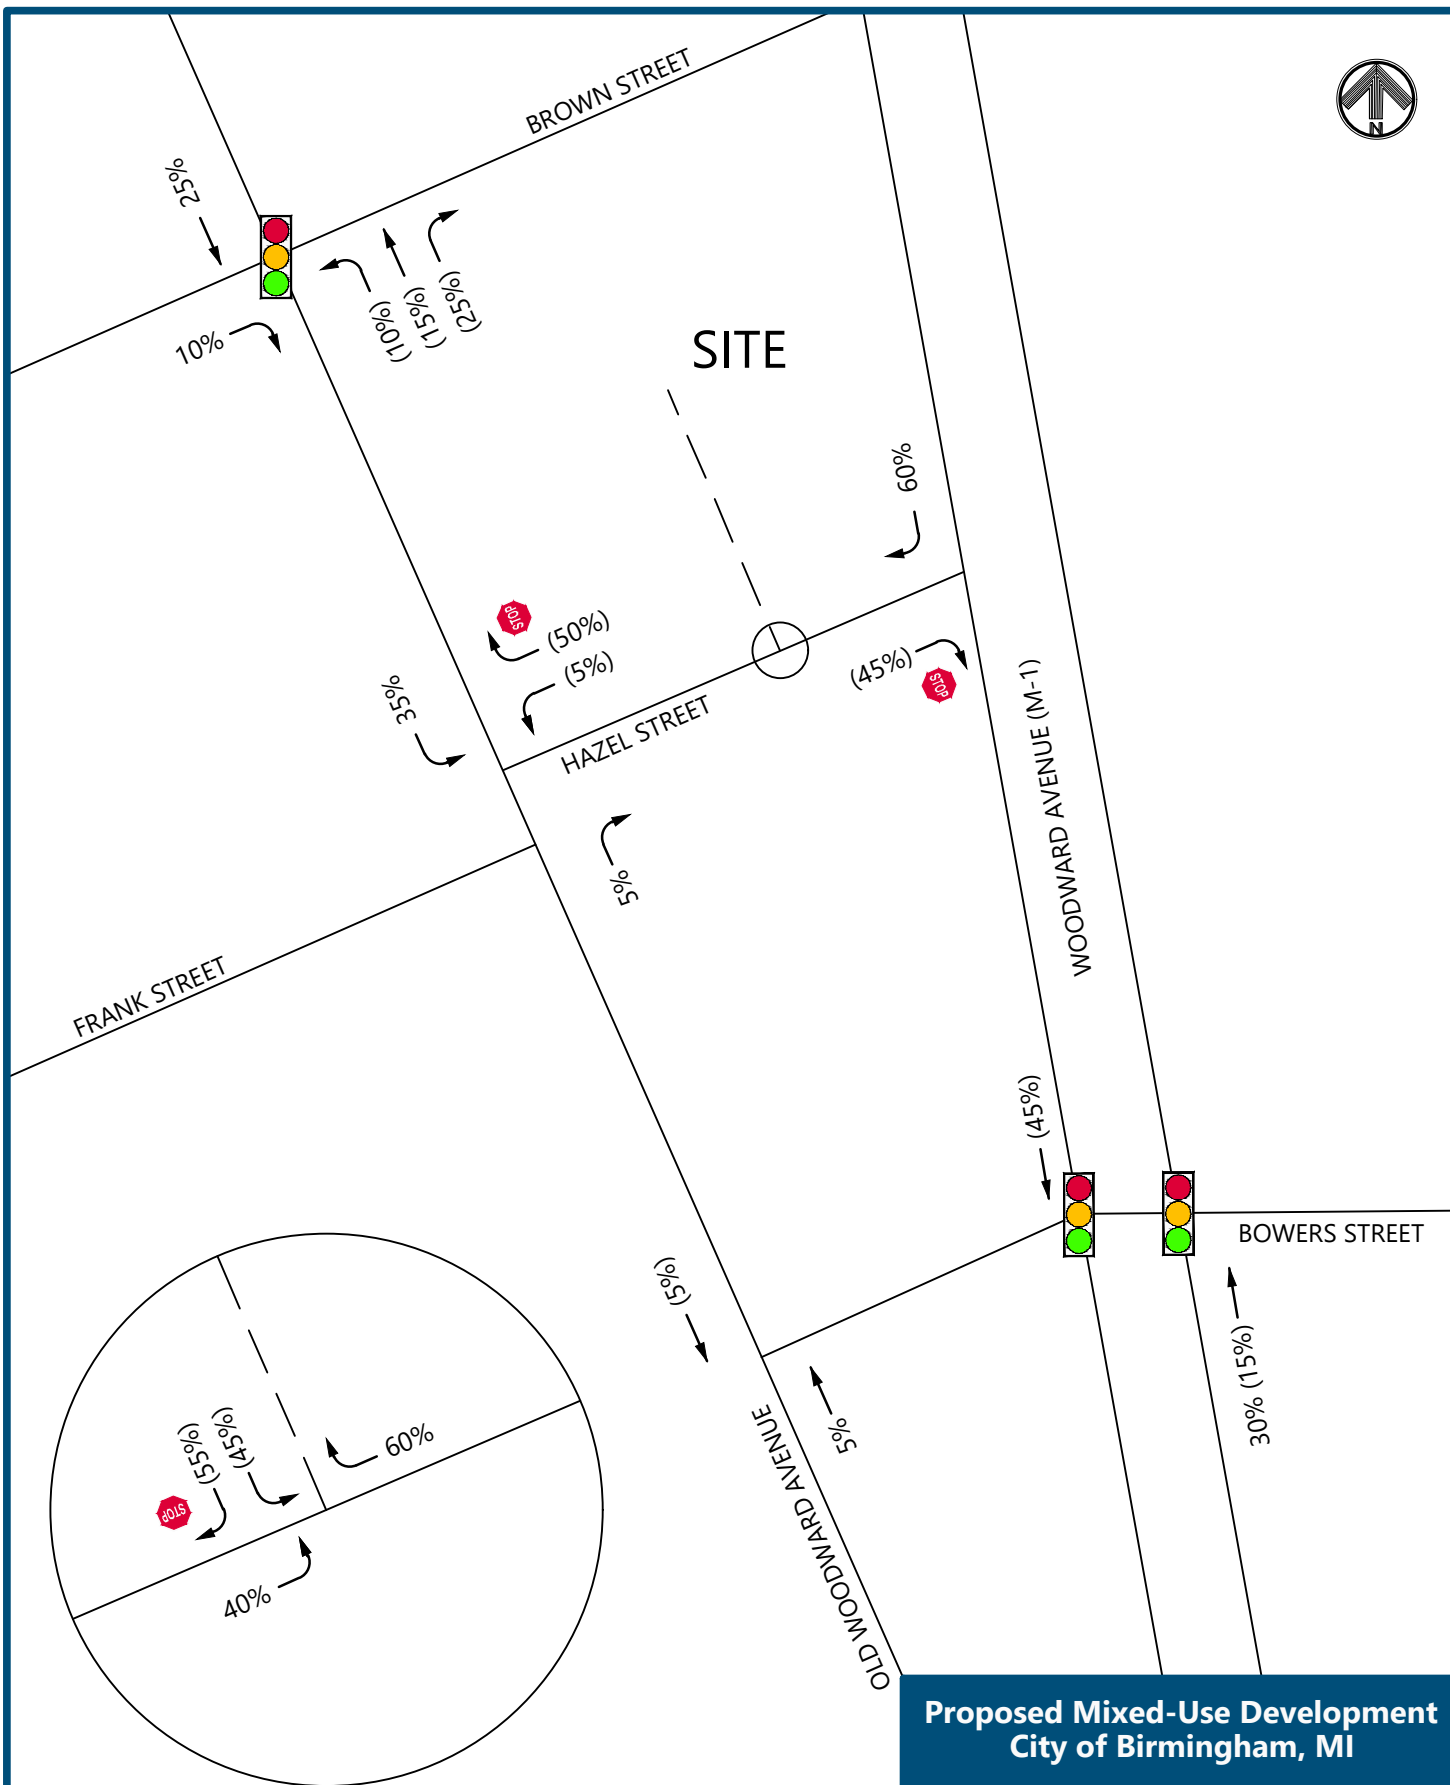 BROWN STREET
N
25%
10%
(10%)
(15%)
(25%)
SITE
60%
STOP
(50%)
(5%)
(45%)
STOP
35%
HAZEL STREET
5%
WOODWARD AVENUE (M-1)
FRANK STREET
(45%)
BOWERS STREET
(5%)
5%
30% (15%)
OLD WOODWARD AVENUE
(55%)
(45%)
60%
STOP
40%
Proposed Mixed-Use Development
City of Birmingham, MI